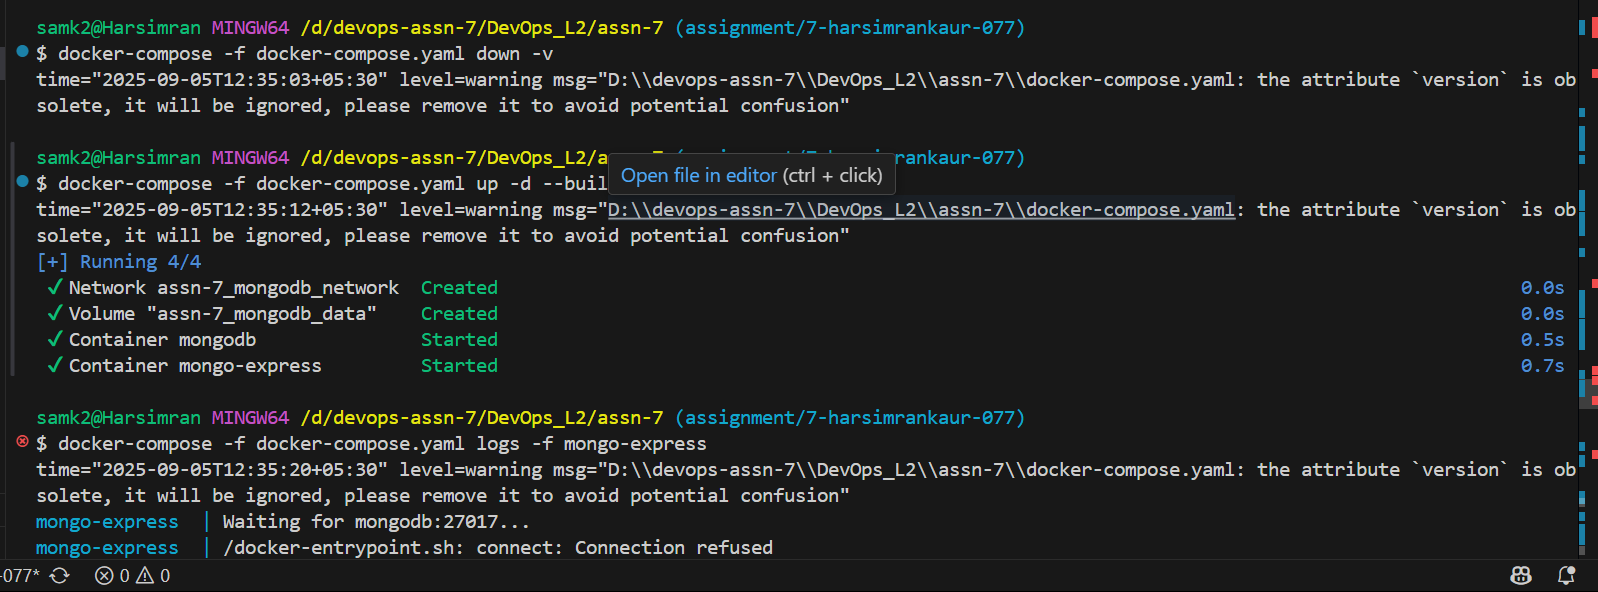 samk2@Harsimran MINGW64 /d/devops-assn-7/DevOps_L2/assn-7 (assignment/7-harsimrankaur-077)
$ docker-compose -f docker-compose.yaml down -v
time="2025-09-05T12:35:03+05:30" level=warning msg="D:\\devops-assn-7\\DevOps_L2\\assn-7\\docker-compose.yaml: the attribute `version` is ob
solete, it will be ignored, please remove it to avoid potential confusion"
samk2@Harsimran MINGW64 /d/devops-assn-7/DevOps_L2/a 7 rankaur-077)
Open file in editor (ctrl + click)
$ docker-compose -f docker-compose.yaml up -d --buil
time="2025-09-05T12:35:12+05:30" level=warning msg="D:\\devops-assn-7\\DevOps_L2\\assn-7\\docker-compose.yaml: the attribute `version` is ob
solete, it will be ignored, please remove it to avoid potential confusion"
[+] Running 4/4
✓ Network assn-7_mongodb_network Created 0.0s
✓ Volume "assn-7_mongodb_data" Created 0.0s
✓ Container mongodb Started 0.5s
✓ Container mongo-express Started 0.7s
samk2@Harsimran MINGW64 /d/devops-assn-7/DevOps_L2/assn-7 (assignment/7-harsimrankaur-077)
$ docker-compose -f docker-compose.yaml logs -f mongo-express
time="2025-09-05T12:35:20+05:30" level=warning msg="D:\\devops-assn-7\\DevOps_L2\\assn-7\\docker-compose.yaml: the attribute `version` is ob
solete, it will be ignored, please remove it to avoid potential confusion"
mongo-express | Waiting for mongodb:27017...
mongo-express | /docker-entrypoint.sh: connect: Connection refused
-077* 0 0